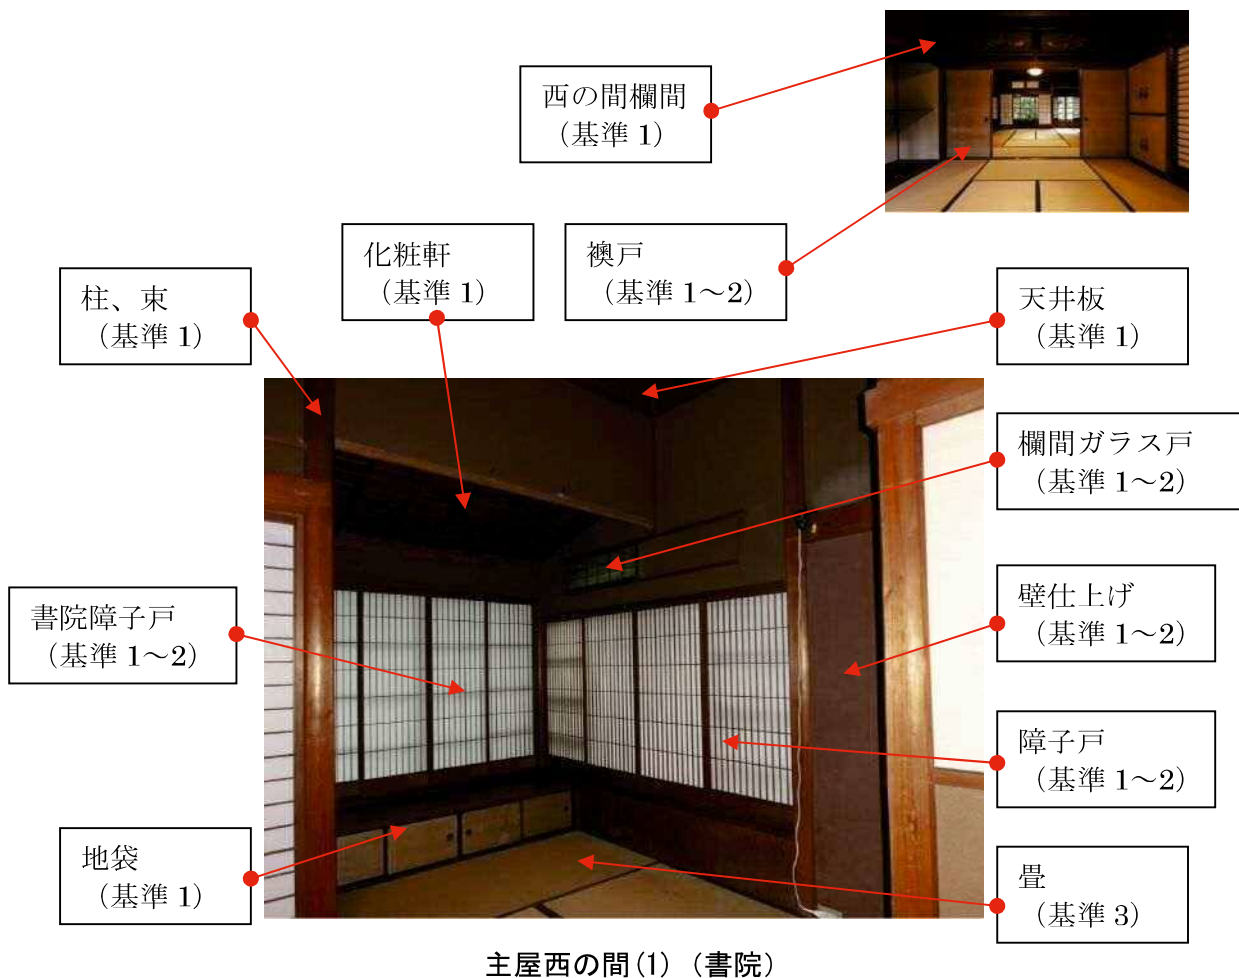 西の間欄間
(基準 1)
化粧軒
(基準 1)
襖戸
(基準 1～2)
柱、束
(基準 1)
天井板
(基準 1)
欄間ガラス戸
(基準 1～2)
書院障子戸
(基準 1～2)
壁仕上げ
(基準 1～2)
障子戸
(基準 1～2)
地袋
(基準 1)
畳
(基準 3)
主屋西の間(1)（書院）